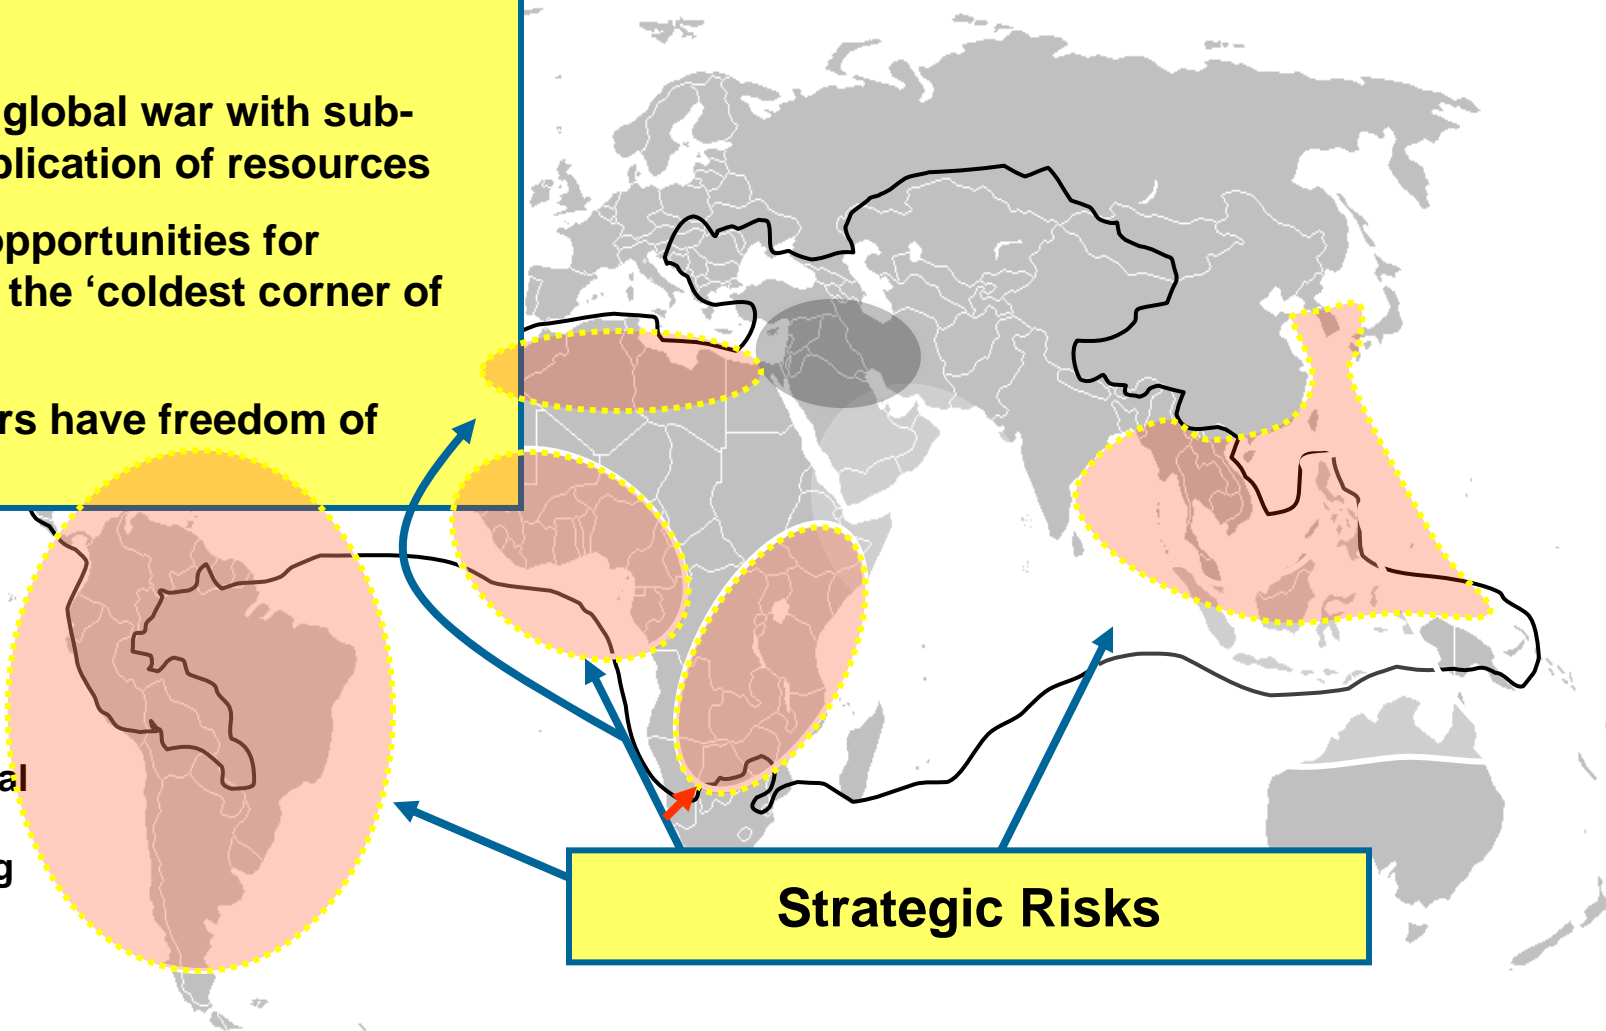 global war with sub-
plication of resources
opportunities for
the ‘coldest corner of
rs have freedom of
al
g
Strategic Risks